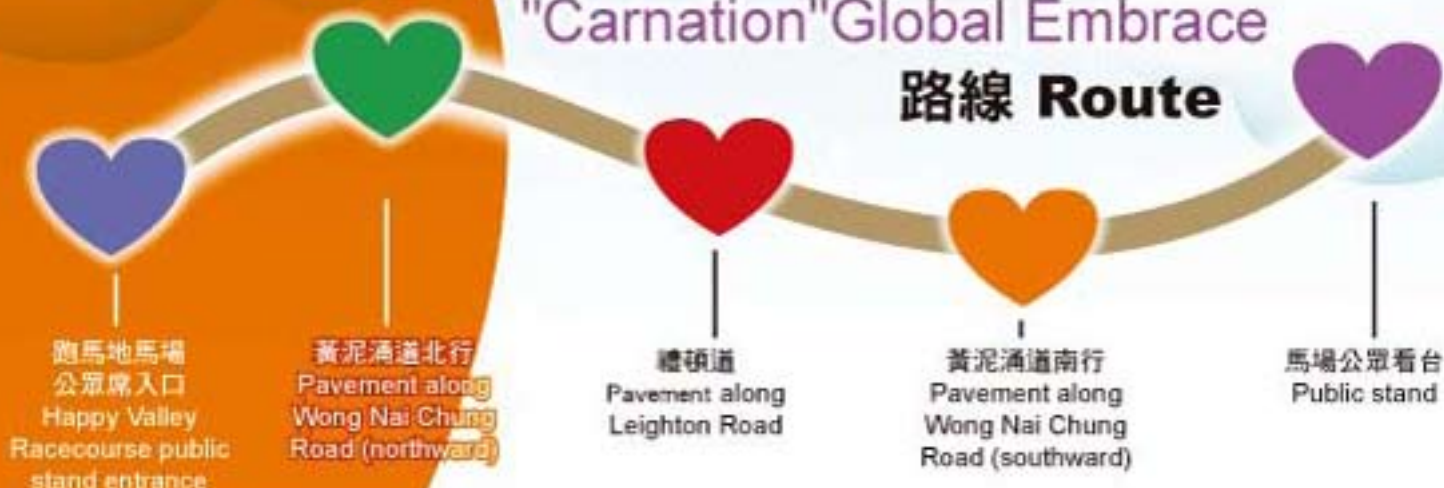 "Carnation"Global Embrace
路線 Route
跑馬地馬場
公眾席入口
Happy Valley
Racecourse public
stand entrance
黃泥涌道北行
Pavement along
Wong Nai Chung
Road (northward)
禮頓道
Pavement along
Leighton Road
黃泥涌道南行
Pavement along
Wong Nai Chung
Road (southward)
馬場公眾看台
Public stand